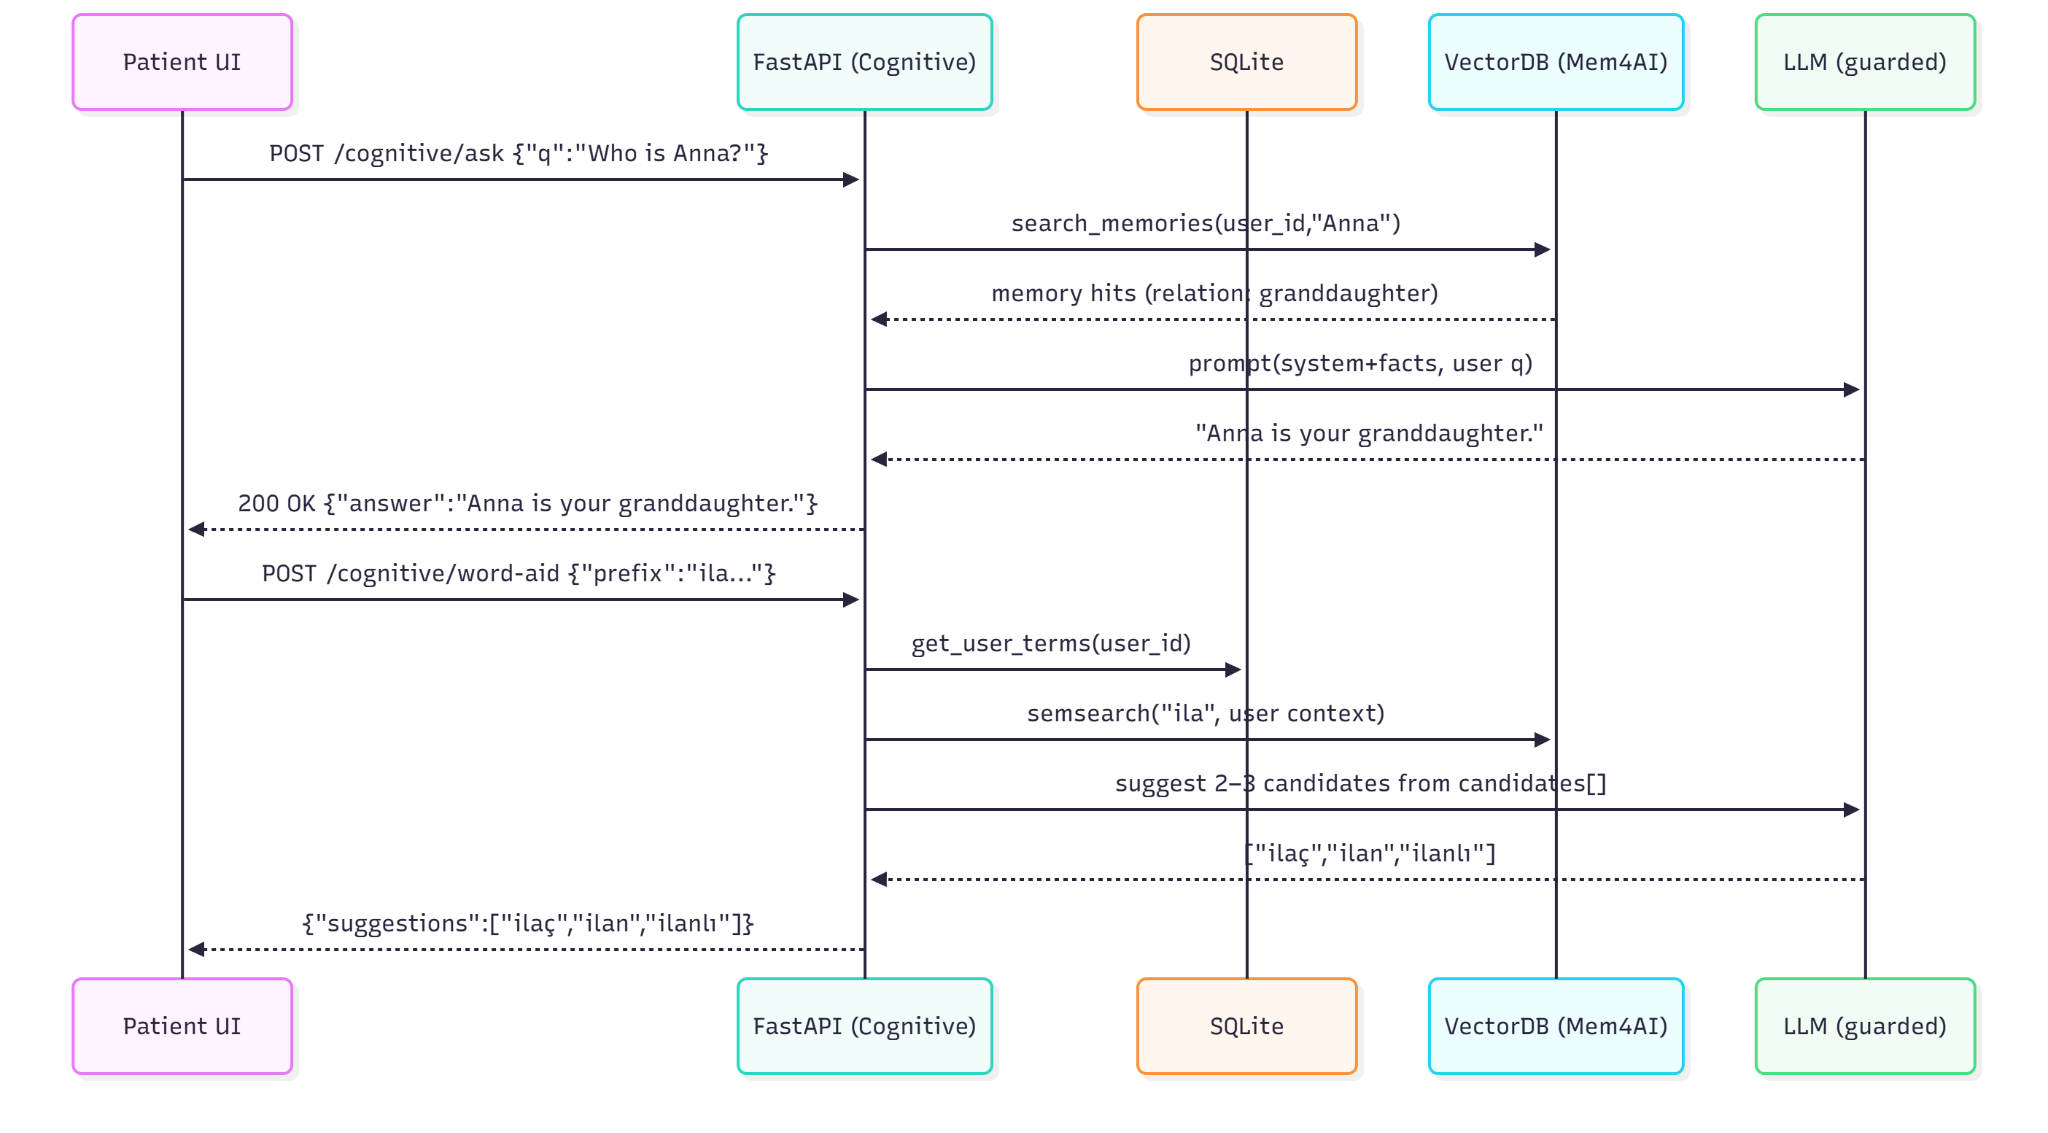 Patient UI
FastAPI (Cognitive)
SQLite
VectorDB (Mem4AI)
LLM (guarded)
POST /cognitive/ask {"q":"Who is Anna?"}
search_memories(user_id,"Anna")
memory hits (relation: granddaughter)
prompt(system+facts, user q)
"Anna is your granddaughter."
200 OK {"answer":"Anna is your granddaughter."}
POST /cognitive/word-aid {"prefix":"ila..."}
get_user_terms(user_id)
semsearch("ila", user context)
suggest 2–3 candidates from candidates[]
["ilaç","ilan","ilanlı"]
{"suggestions":["ilaç","ilan","ilanlı"]}
Patient UI
FastAPI (Cognitive)
SQLite
VectorDB (Mem4AI)
LLM (guarded)